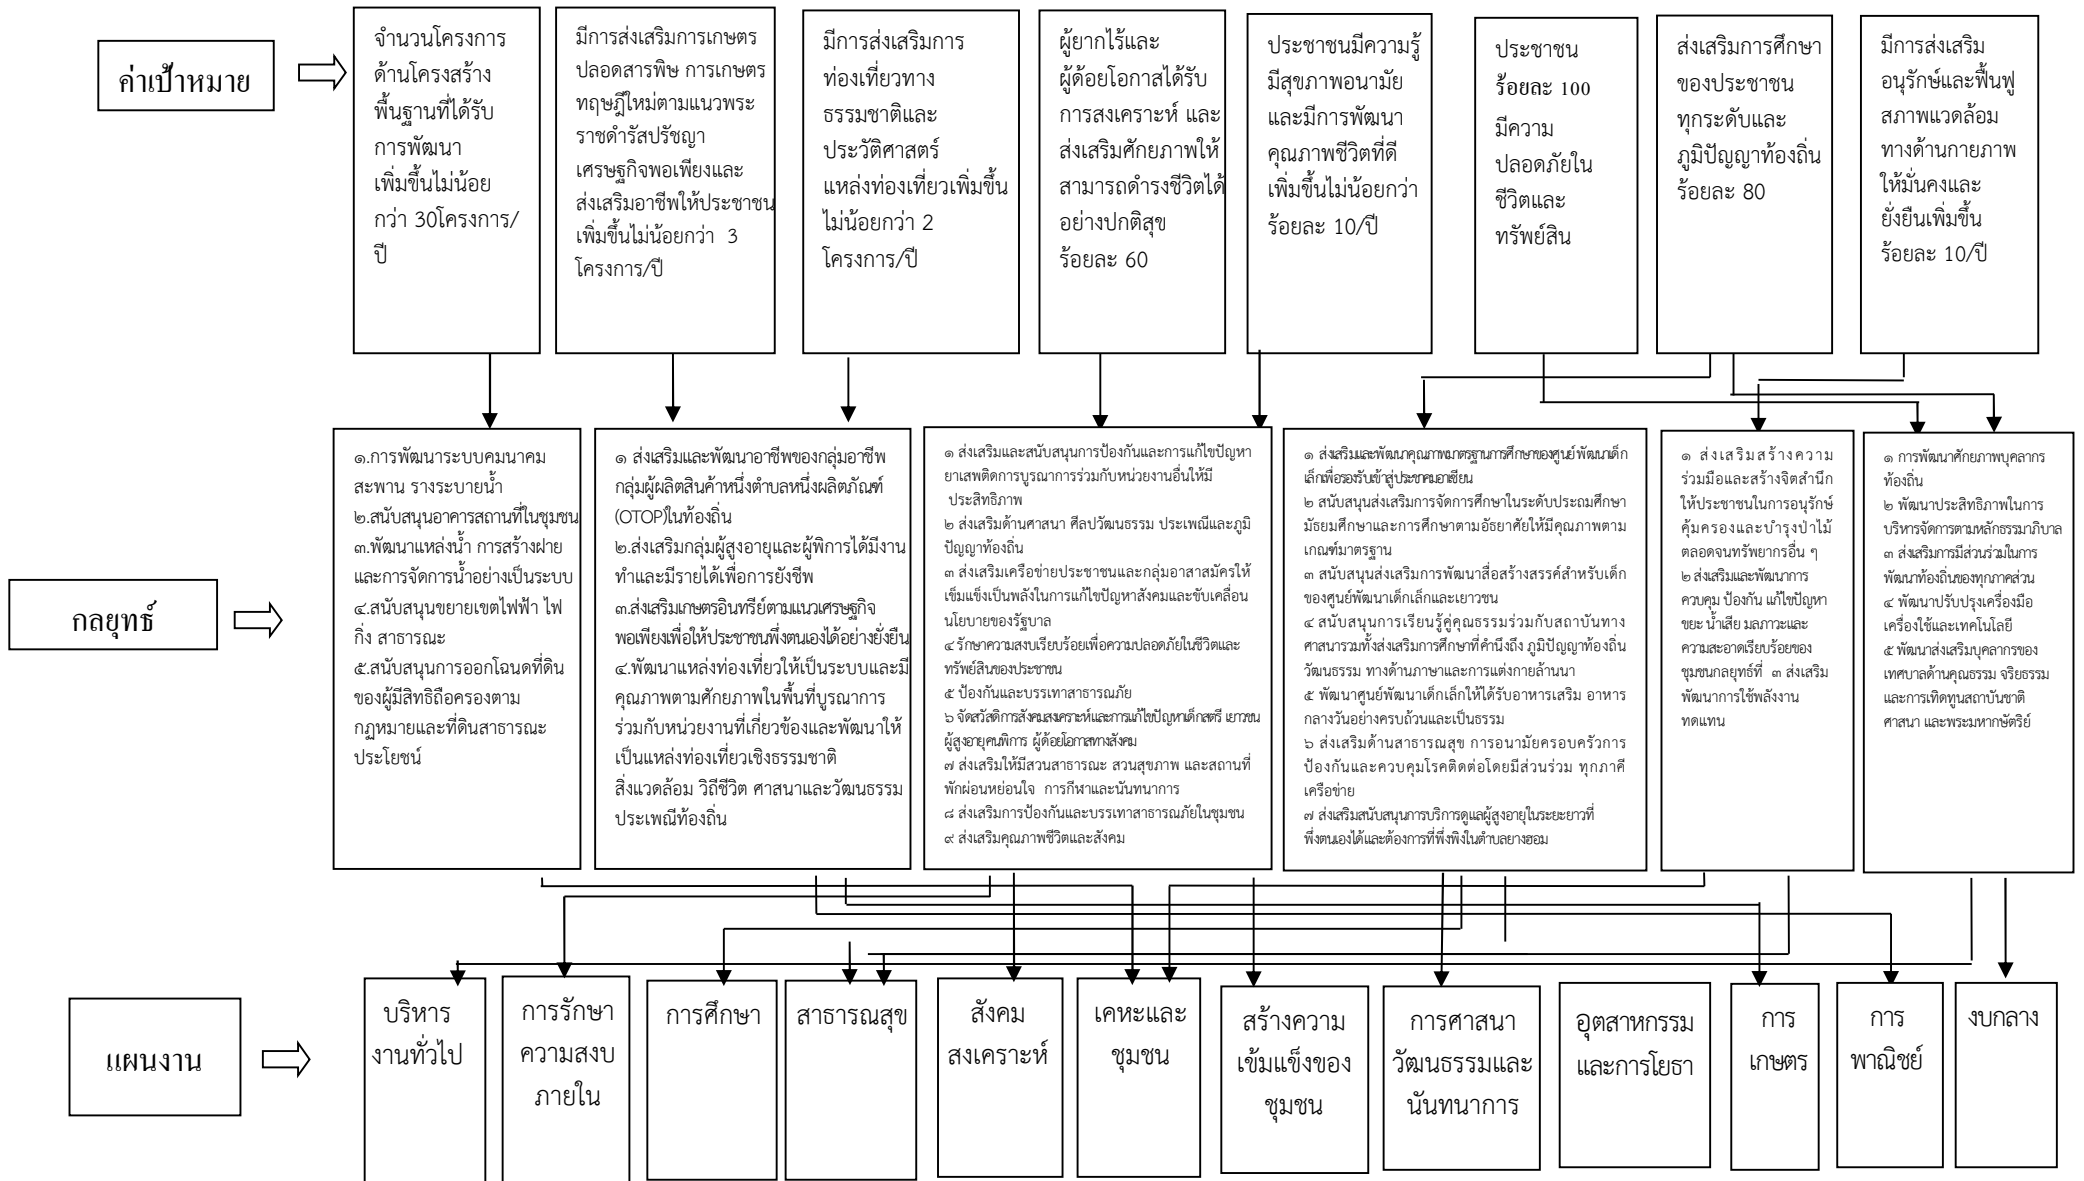 ค่าเป้าหมาย
จำนวนโครงการ
ด้านโครงสร้าง
พื้นฐานที่ได้รับ
การพัฒนา
เพิ่มขึ้นไม่น้อย
กว่า 30โครงการ/
ปี
มีการส่งเสริมการเกษตร
ปลอดสารพิษ การเกษตร
ทฤษฎีใหม่ตามแนวพระ
ราชดำรัสปรัชญา
เศรษฐกิจพอเพียงและ
ส่งเสริมอาชีพให้ประชาชน
เพิ่มขึ้นไม่น้อยกว่า 3
โครงการ/ปี
มีการส่งเสริมการ
ท่องเที่ยวทาง
ธรรมชาติและ
ประวัติศาสตร์
แหล่งท่องเที่ยวเพิ่มขึ้น
ไม่น้อยกว่า 2
โครงการ/ปี
ผู้ยากไร้และ
ผู้ด้อยโอกาสได้รับ
การสงเคราะห์ และ
ส่งเสริมศักยภาพให้
สามารถดำรงชีวิตได้
อย่างปกติสุข
ร้อยละ 60
ประชาชนมีความรู้
มีสุขภาพอนามัย
และมีการพัฒนา
คุณภาพชีวิตที่ดี
เพิ่มขึ้นไม่น้อยกว่า
ร้อยละ 10/ปี
ประชาชน
ร้อยละ 100
มีความ
ปลอดภัยใน
ชีวิตและ
ทรัพย์สิน
ส่งเสริมการศึกษา
ของประชาชน
ทุกระดับและ
ภูมิปัญญาท้องถิ่น
ร้อยละ 80
มีการส่งเสริม
อนุรักษ์และฟื้นฟู
สภาพแวดล้อม
ทางด้านกายภาพ
ให้มั่นคงและ
ยั่งยืนเพิ่มขึ้น
ร้อยละ 10/ปี
กลยุทธ์
๑.การพัฒนาระบบคมนาคม
สะพาน รางระบายน้ำ
๒.สนับสนุนอาคารสถานที่ในชุมชน
๓.พัฒนาแหล่งน้ำ การสร้างฝาย
และการจัดการน้ำอย่างเป็นระบบ
๔.สนับสนุนขยายเขตไฟฟ้า ไฟ
กิ่ง สาธารณะ
๕.สนับสนุนการออกโฉนดที่ดิน
ของผู้มีสิทธิถือครองตาม
กฏหมายและที่ดินสาธารณะ
ประโยชน์
๑ ส่งเสริมและพัฒนาอาชีพของกลุ่มอาชีพ
กลุ่มผู้ผลิตสินค้าหนึ่งตำบลหนึ่งผลิตภัณฑ์
(OTOP)ในท้องถิ่น
๒.ส่งเสริมกลุ่มผู้สูงอายุและผู้พิการได้มีงาน
ทำและมีรายได้เพื่อการยังชีพ
๓.ส่งเสริมเกษตรอินทรีย์ตามแนวเศรษฐกิจ
พอเพียงเพื่อให้ประชาชนพึ่งตนเองได้อย่างยั่งยืน
๔.พัฒนาแหล่งท่องเที่ยวให้เป็นระบบและมี
คุณภาพตามศักยภาพในพื้นที่บูรณาการ
ร่วมกับหน่วยงานที่เกี่ยวข้องและพัฒนาให้
เป็นแหล่งท่องเที่ยวเชิงธรรมชาติ
สิ่งแวดล้อม วิถีชีวิต ศาสนาและวัฒนธรรม
ประเพณีท้องถิ่น
๑ ส่งเสริมและสนับสนุนการป้องกันและการแก้ไขปัญหา
ยาเสพติดการบูรณาการร่วมกับหน่วยงานอื่นให้มี
ประสิทธิภาพ
๒ ส่งเสริมด้านศาสนา ศีลปวัฒนธรรม ประเพณีและภูมิ
ปัญญาท้องถิ่น
๓ ส่งเสริมเครือข่ายประชาชนและกลุ่มอาสาสมัครให้
เข้มแข็งเป็นพลังในการแก้ไขปัญหาสังคมและขับเคลื่อน
นโยบายของรัฐบาล
๔ รักษาความสงบเรียบร้อยเพื่อความปลอดภัยในชีวิตและ
ทรัพย์สินของประชาชน
๕ ป้องกันและบรรเทาสาธารณภัย
๖ จัดสวัสดิการสังคมสงเคราะห์และการแก้ไขปัญหาเด็กสตรี เยาวชน
ผู้สูงอายุคนพิการ ผู้ด้อยโอกาสทางสังคม
๗ ส่งเสริมให้มีสวนสาธารณะ สวนสุขภาพ และสถานที่
พักผ่อนหย่อนใจ การกีฬาและนันทนาการ
๘ ส่งเสริมการป้องกันและบรรเทาสาธารณภัยในชุมชน
๙ ส่งเสริมคุณภาพชีวิตและสังคม
๑ ส่งเสริมและพัฒนาคุณภาพมาตรฐานการศึกษาของศูนย์ พัฒนาเด็ก
เล็กเพื่อรองรับเข้าสู่ประชาคมอาเซียน
๒ สนับสนุนส่งเสริมการจัดการศึกษาในระดับประถมศึกษา
มัธยมศึกษาและการศึกษาตามอัธยาศัยให้มีคุณภาพตาม
เกณฑ์มาตรฐาน
๓ สนับสนุนส่งเสริมการพัฒนาสื่อสร้างสรรค์สำหรับเด็ก
ของศูนย์พัฒนาเด็กเล็กและเยาวชน
๔ สนับสนุนการเรียนรู้คู่คุณธรรมร่วมกับสถาบันทาง
ศาสนารวมทั้งส่งเสริมการศึกษาที่คำนึงถึง ภูมิปัญญาท้องถิ่น
วัฒนธรรม ทางด้านภาษาและการแต่งกายล้านนา
๕ พัฒนาศูนย์พัฒนาเด็กเล็กให้ได้รับอาหารเสริม อาหาร
กลางวันอย่างครบถ้วนและเป็นธรรม
๖ ส่งเสริมด้านสาธารณสุข การอนามัยครอบครัวการ
ป้องกันและควบคุมโรคติดต่อโดยมีส่วนร่วม ทุกภาคี
เครือข่าย
๗ ส่งเสริมสนับสนุนการบริการดูแลผู้สูงอายุในระยะยาวที่
พึ่งตนเองได้และต้องการที่พึ่งพิงในตำบลยางฮอม
๑ ส่งเสริมสร้างความ
ร่วมมือและสร้างจิตสำนึก
ให้ประชาชนในการอนุรักษ์
คุ้มครองและบำรุงป่าไม้
ตลอดจนทรัพยากรอื่น ๆ
๒ ส่งเสริมและพัฒนาการ
ควบคุม ป้องกัน แก้ไขปัญหา
ขยะ น้ำเสีย มลภาวะและ
ความสะอาดเรียบร้อยของ
ชุมชนกลยุทธ์ที่ ๓ ส่งเสริม
พัฒนาการใช้พลังงาน
ทดแทน
๑ การพัฒนาศักยภาพบุคลากร
ท้องถิ่น
๒ พัฒนาประสิทธิภาพในการ
บริหารจัดการตามหลักธรรมาภิบาล
๓ ส่งเสริมการมีส่วนร่วมในการ
พัฒนาท้องถิ่นของทุกภาคส่วน
๔ พัฒนาปรับปรุงเครื่องมือ
เครื่องใช้และเทคโนโลยี
๕ พัฒนาส่งเสริมบุคลากรของ
เทศบาลด้านคุณธรรม จริยธรรม
และการเทิดทูนสถาบันชาติ
ศาสนา และพระมหากษัตริย์
แผนงาน
บริหาร
งานทั่วไป
การรักษา
ความสงบ
ภายใน
การศึกษา
สาธารณสุข
สังคม
สงเคราะห์
เคหะและ
ชุมชน
สร้างความ
เข้มแข็งของ
ชุมชน
การศาสนา
วัฒนธรรมและ
นันทนาการ
อุตสาหกรรม
และการโยธา
การ
เกษตร
การ
พาณิชย์
งบกลาง